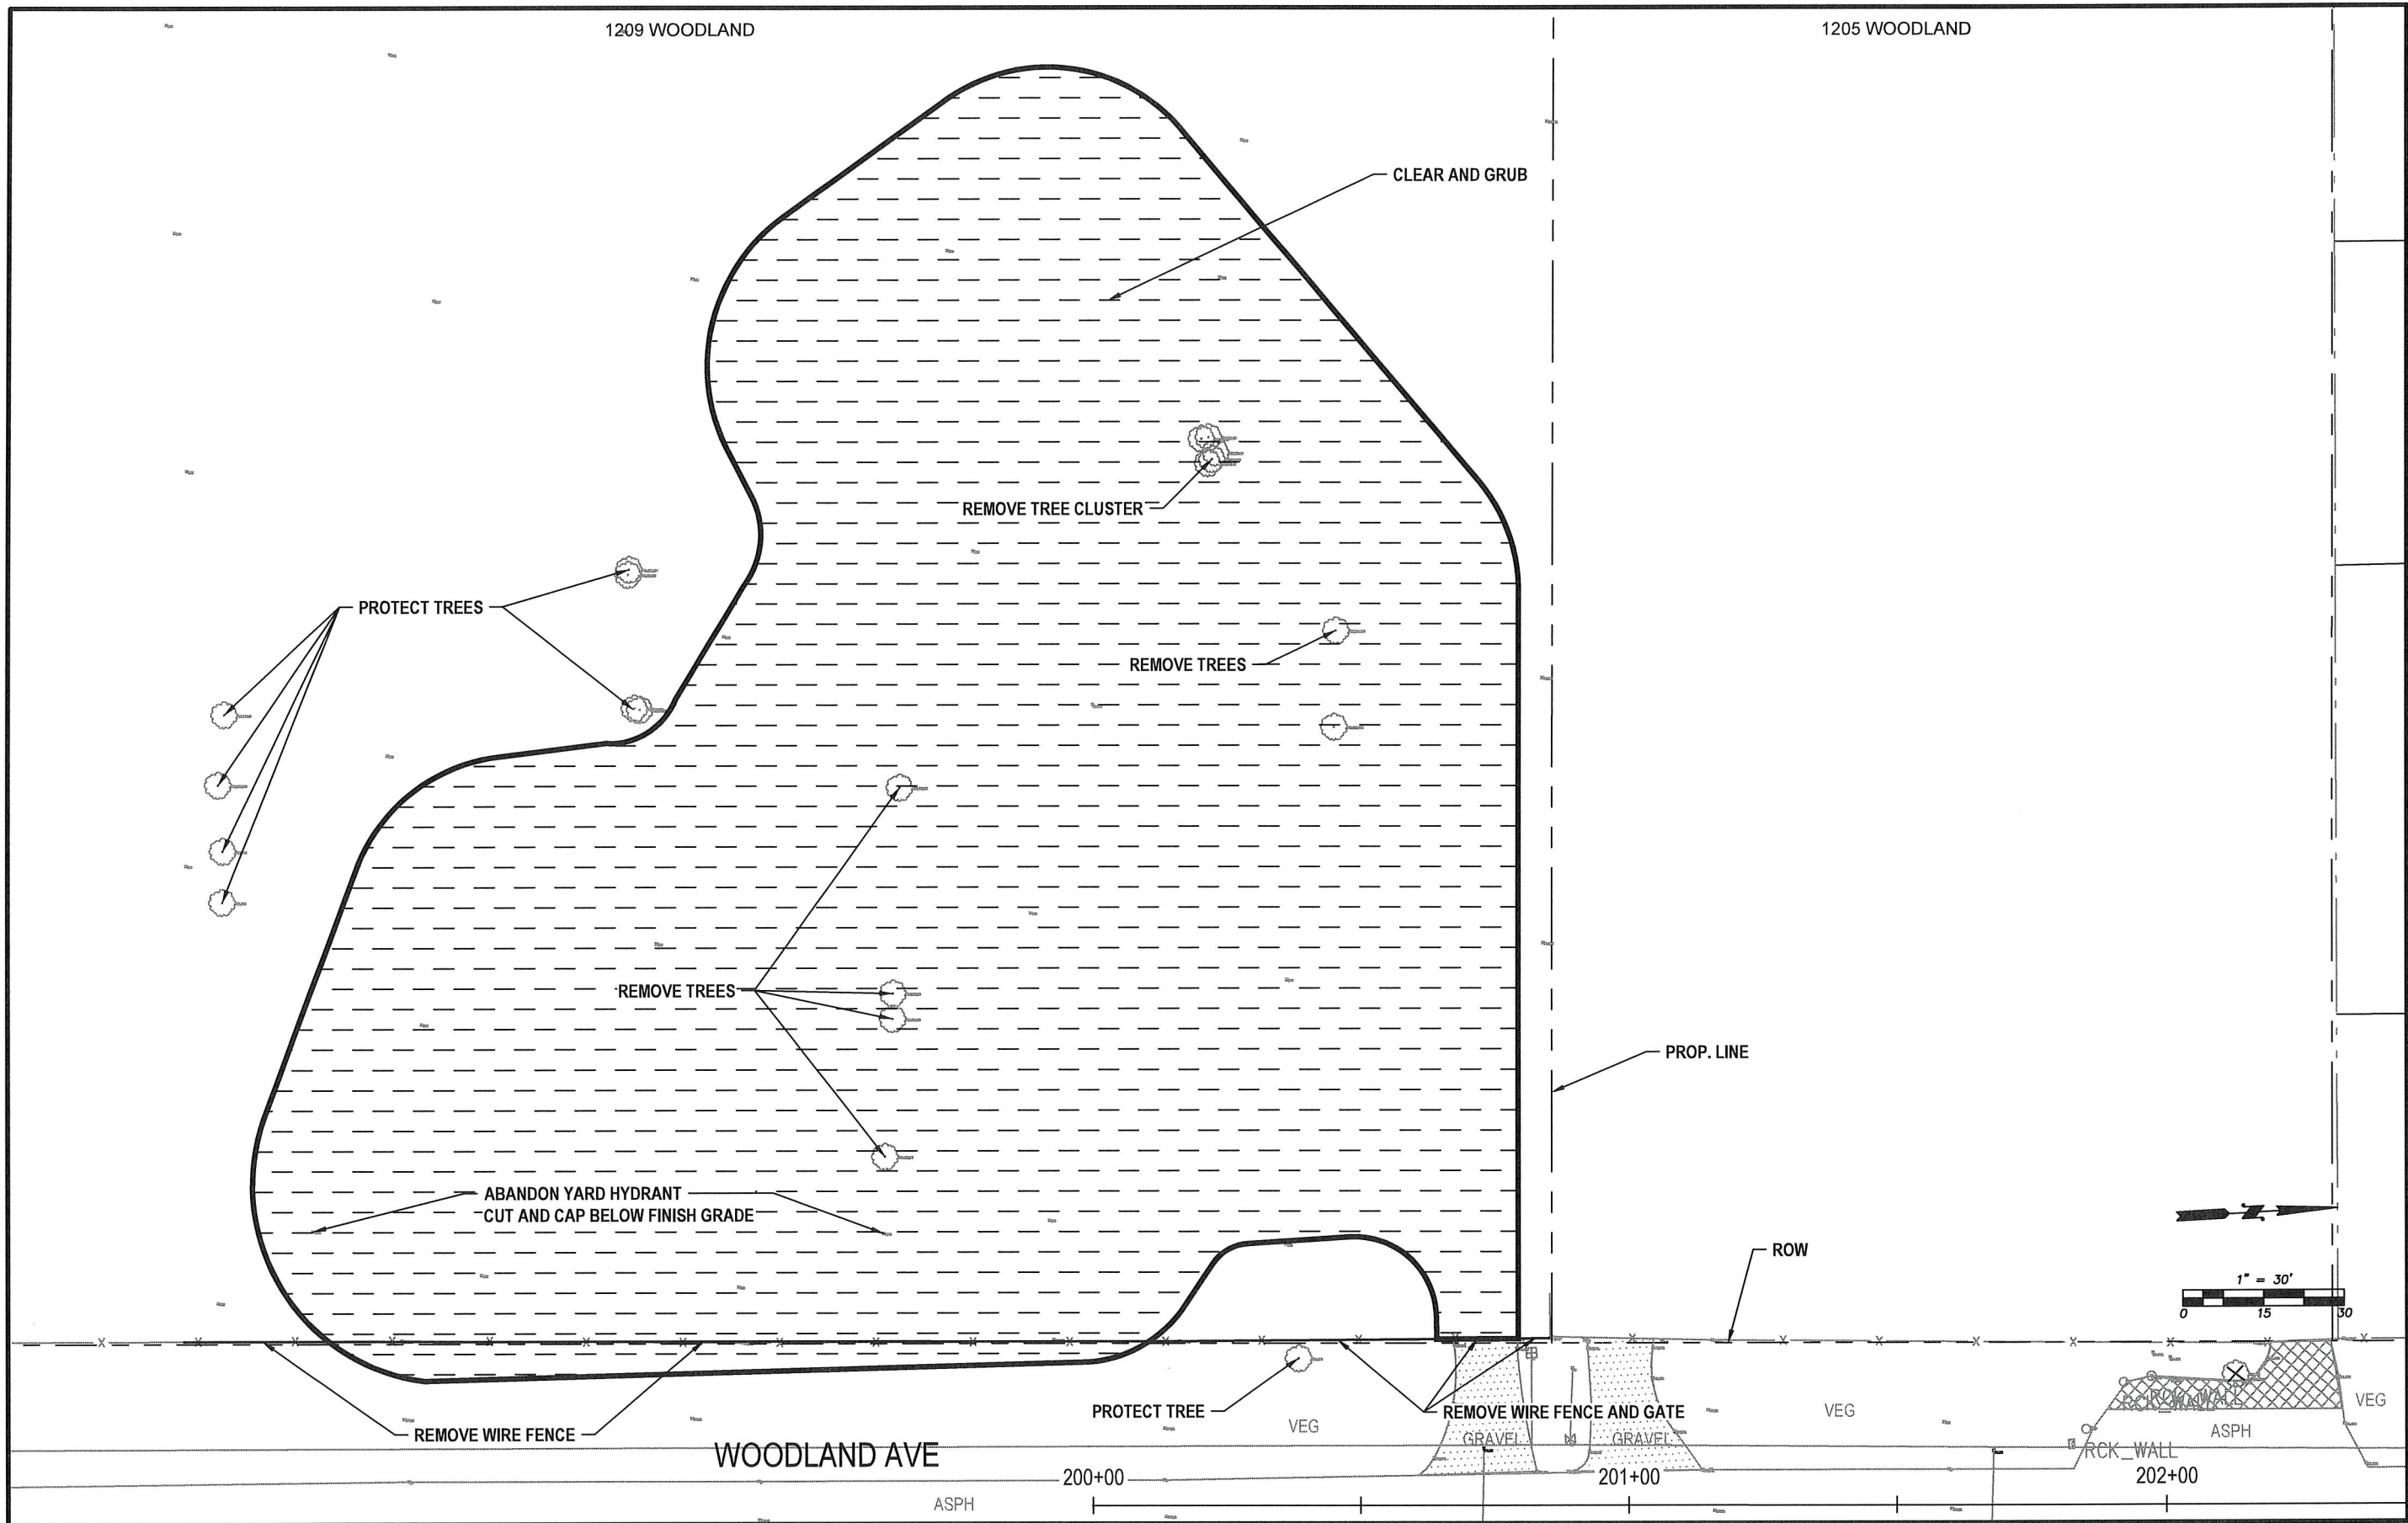 1209 WOODLAND
1205 WOODLAND
CLEAR AND GRUB
REMOVE TREE CLUSTER
PROTECT TREES
REMOVE TREES
REMOVE TREES
PROP. LINE
ABANDON YARD HYDRANT
CUT AND CAP BELOW FINISH GRADE
ROW
1" = 30'
0 15 30
PROTECT TREE
REMOVE WIRE FENCE AND GATE
REMOVE WIRE FENCE
VEG
VEG
VEG
RCK_WALL
RCK_WALL
ASPH
GRAVEL
GRAVEL
RCK_WALL
WOODLAND AVE
200+00
201+00
202+00
ASPH